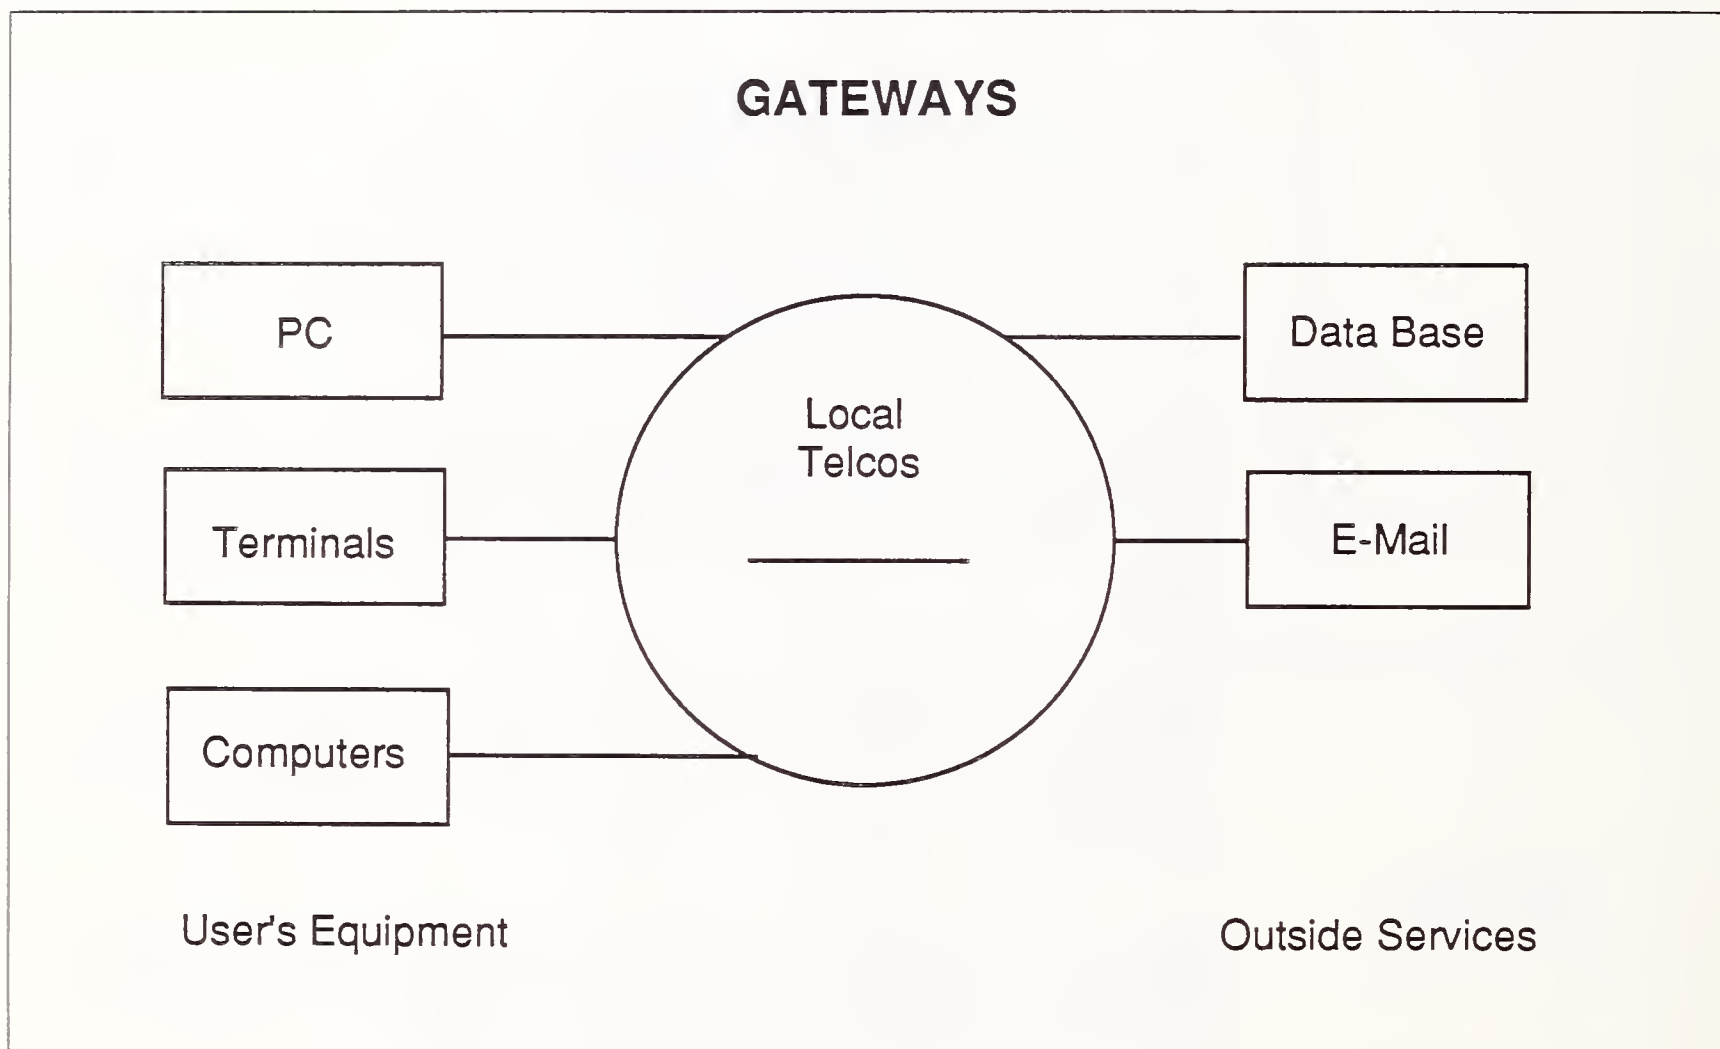 GATEWAYS
PC
Terminals
Computers
Local
Telcos
Data Base
E-Mail
User's Equipment
Outside Services